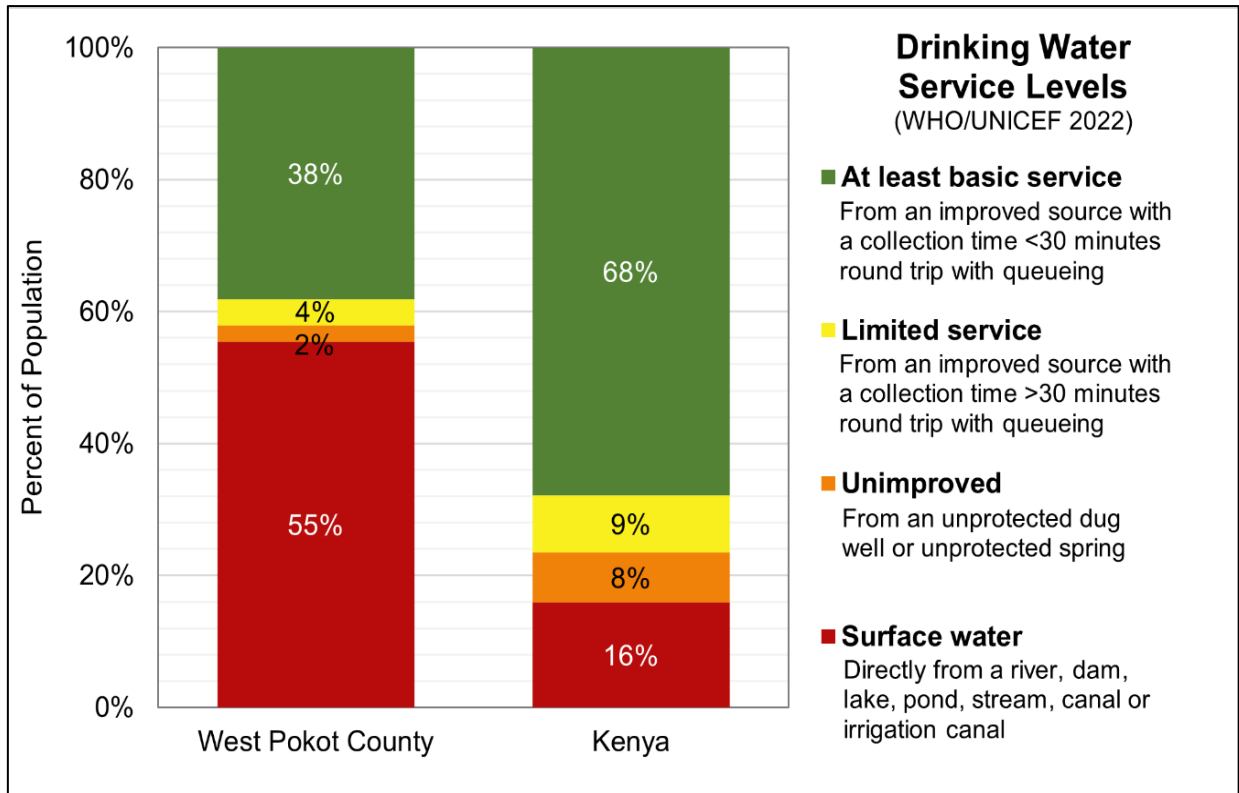 100%
80%
60%
40%
20%
0%
Percent of Population
38%
4%
2%
55%
68%
9%
8%
16%
West Pokot County
Kenya
Drinking Water
Service Levels
(WHO/UNICEF 2022)
At least basic service
From an improved source with
a collection time <30 minutes
round trip with queueing
Limited service
From an improved source with
a collection time >30 minutes
round trip with queueing
Unimproved
From an unprotected dug
well or unprotected spring
Surface water
Directly from a river, dam,
lake, pond, stream, canal or
irrigation canal